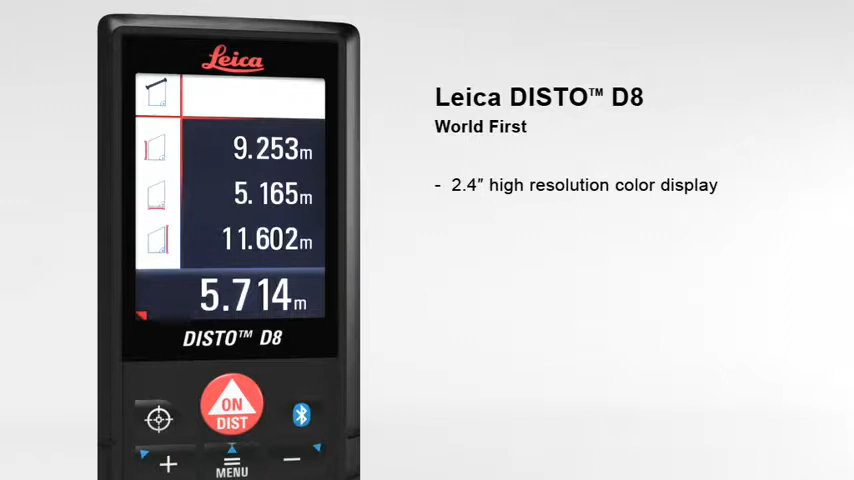 Leica
9.253m
5.165m
11.602m
5.714m
DISTO™ D8
ON
DIST
+
MENU
−
Leica DISTO™ D8
World First
- 2.4" high resolution color display